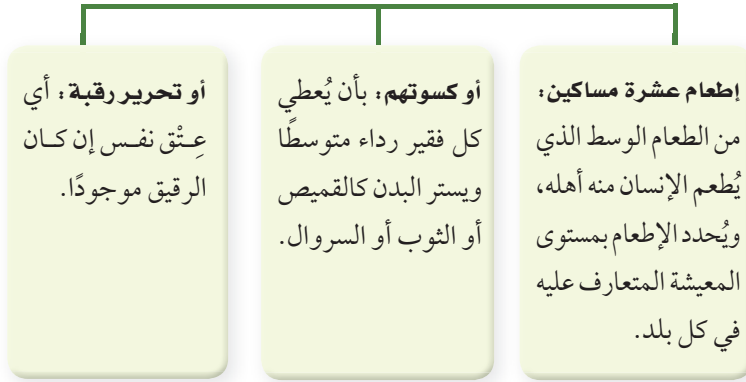 إطعام عشرة مساكين:
من الطعام الوسط الذي
يُطعم الإنسان منه أهله،
ويُحدد الإطعام بمستوى
المعيشة المتعارف عليه
في كل بلد.
أو كسوتهم: بأن يُعطي
كل فقير رداء متوسطًا
ويستر البدن كالقميص
أو الثوب أو السروال.
أو تحرير رقبة: أي
عِتْق نفس إن كان
الرقيق موجودًا.